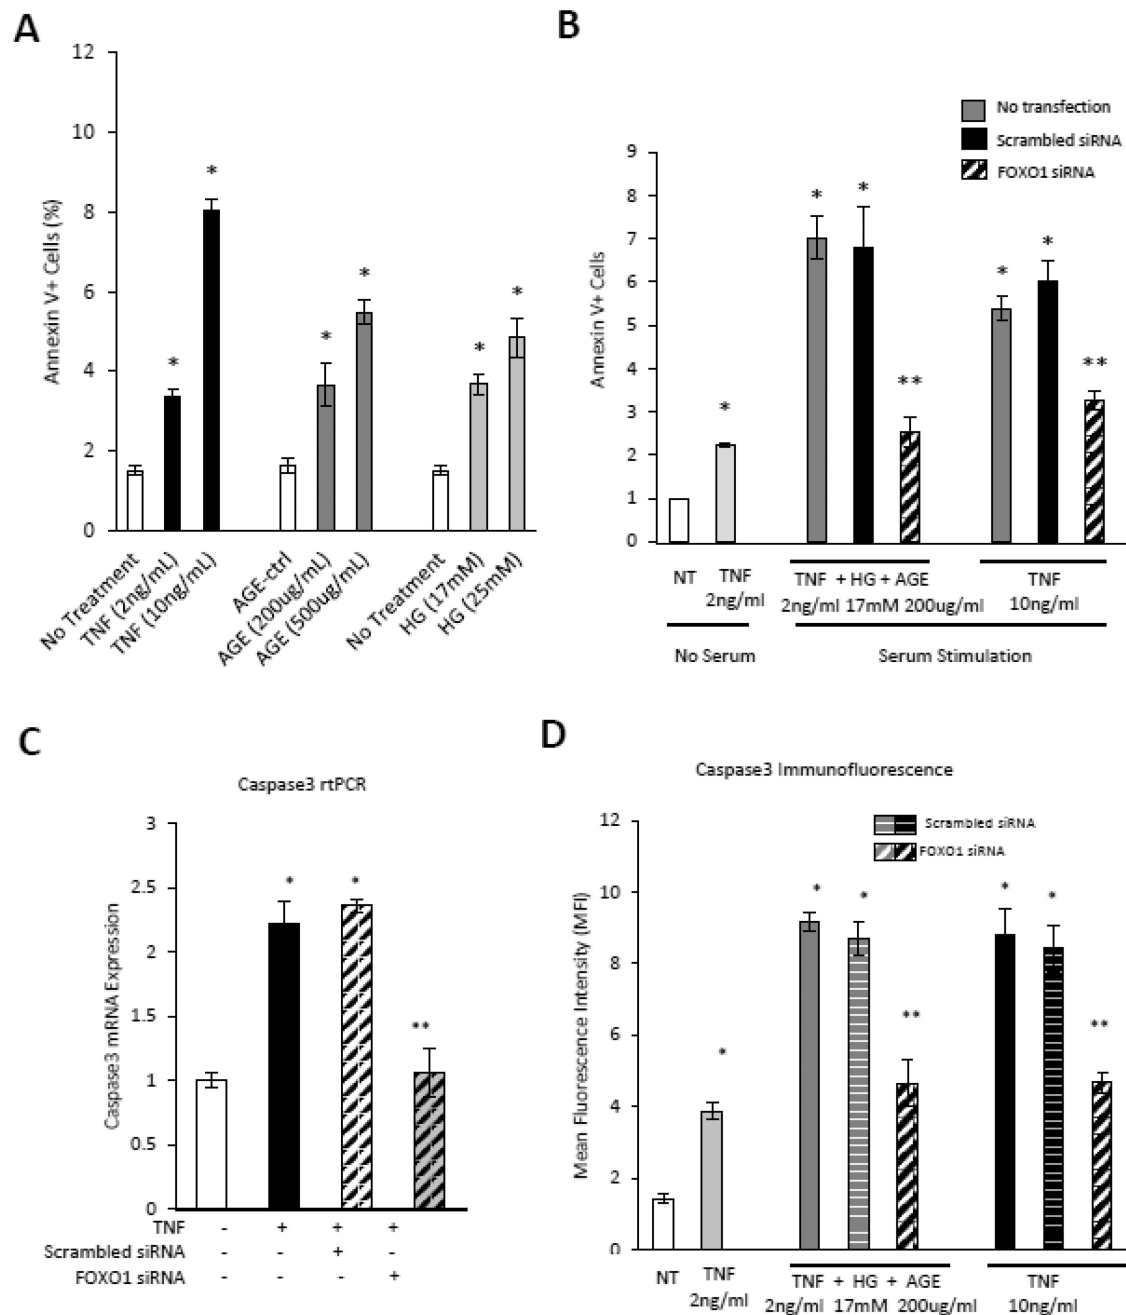 A
12
10
8
6
4
2
0
Annexin V+ Cells (%)
*
*
*
*
*
*
No Treatment
TNF (2ng/mL)
TNF (10ng/mL)
AGE-ctrl
AGE (200ug/mL)
AGE (500ug/mL)
No Treatment
HG (17mM)
HG (25mM)
B
No transfection
Scrambled siRNA
FOXO1 siRNA
9
8
7
6
5
4
3
2
1
0
Annexin V+ Cells
*
*
*
**
*
*
**
NT
TNF
2ng/ml
TNF + HG + AGE
2ng/ml 17mM 200ug/ml
TNF
10ng/ml
No Serum
Serum Stimulation
C
Caspase3 rtPCR
3
2.5
2
1.5
1
0.5
0
Caspase3 mRNA Expression
*
*
**
TNF - + + +
Scrambled siRNA - - + -
FOXO1 siRNA - - - +
D
Caspase3 Immunofluorescence
Scrambled siRNA
FOXO1 siRNA
12
10
8
6
4
2
0
Mean Fluorescence Intensity (MFI)
*
*
*
**
*
*
**
NT
TNF
2ng/ml
TNF + HG + AGE
2ng/ml 17mM 200ug/ml
TNF
10ng/ml